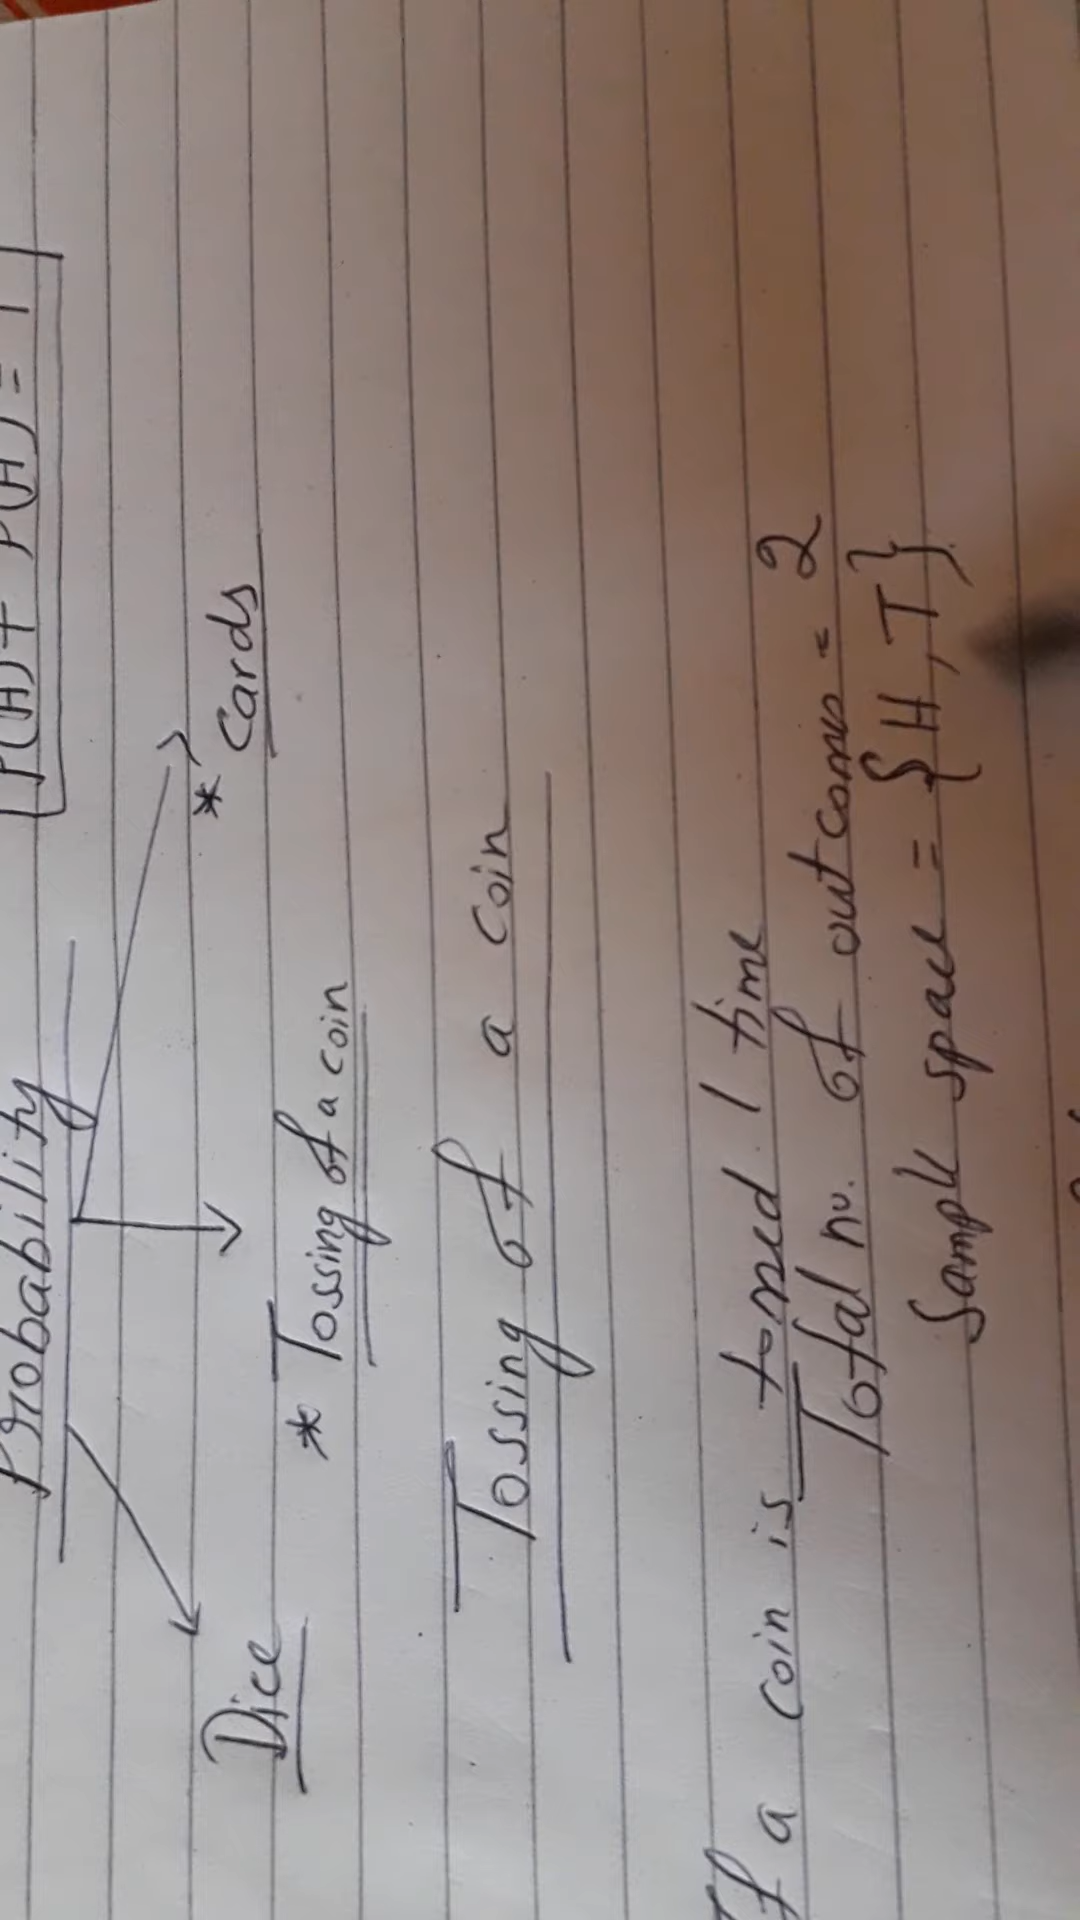 P(A) + P(A) = 1
Probability
Dice
* Tossing of a coin
* Cards
Tossing of a coin
If a coin is tossed 1 time
Total no. of outcomes = 2
Sample space = {H, T}